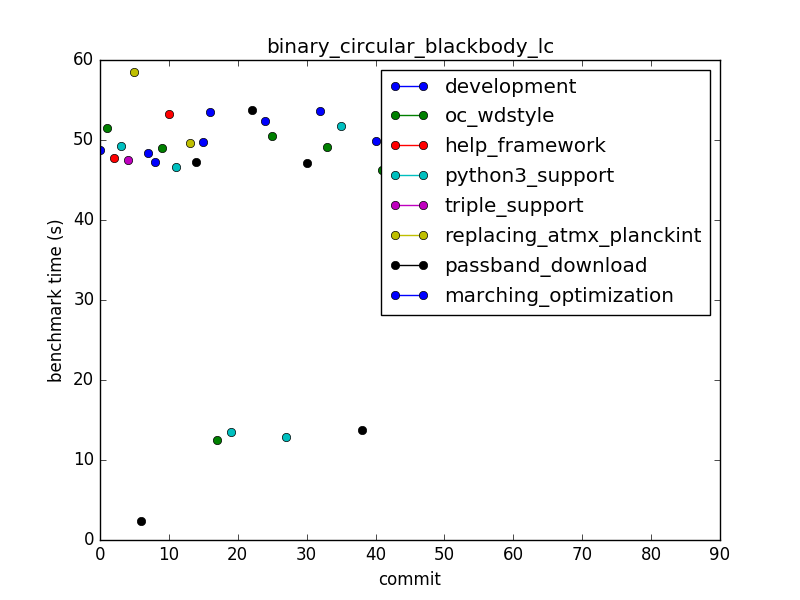 binary_circular_blackbody_lc
60
50
40
30
20
10
0
benchmark time (s)
development
oc_wdstyle
help_framework
python3_support
triple_support
replacing_atmx_planckint
passband_download
marching_optimization
0 10 20 30 40 50 60 70 80 90
commit